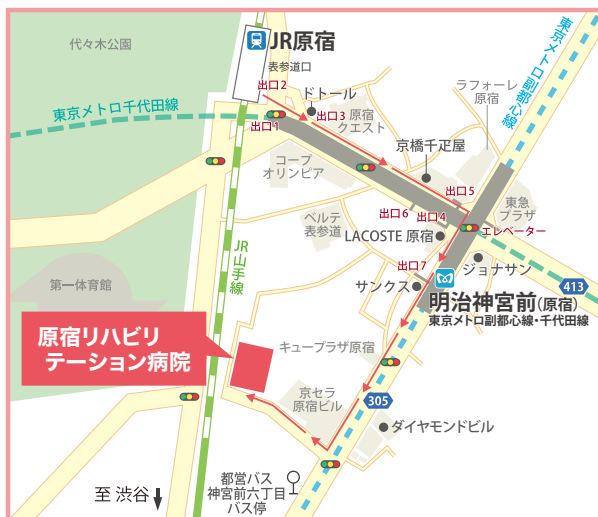 代々木公園
JR原宿
表参道口
出口2
ドトール
出口3
原宿
クエスト
ラフォーレ
原宿
東京メトロ副都心線
東京メトロ千代田線
出口1
京橋千疋屋
コープ
オリンピア
出口5
東急
プラザ
出口6
出口4
エレベーター
ベルテ
表参道
LACOSTE 原宿
JR山手線
出口7
ジョナサン
サンクス
413
第一体育館
明治神宮前(原宿)
東京メトロ副都心線・千代田線
原宿リハビリ
テーション病院
キュープラザ原宿
京セラ
原宿ビル
305
ダイヤモンドビル
都営バス
神宮前六丁目
バス停
至 渋谷